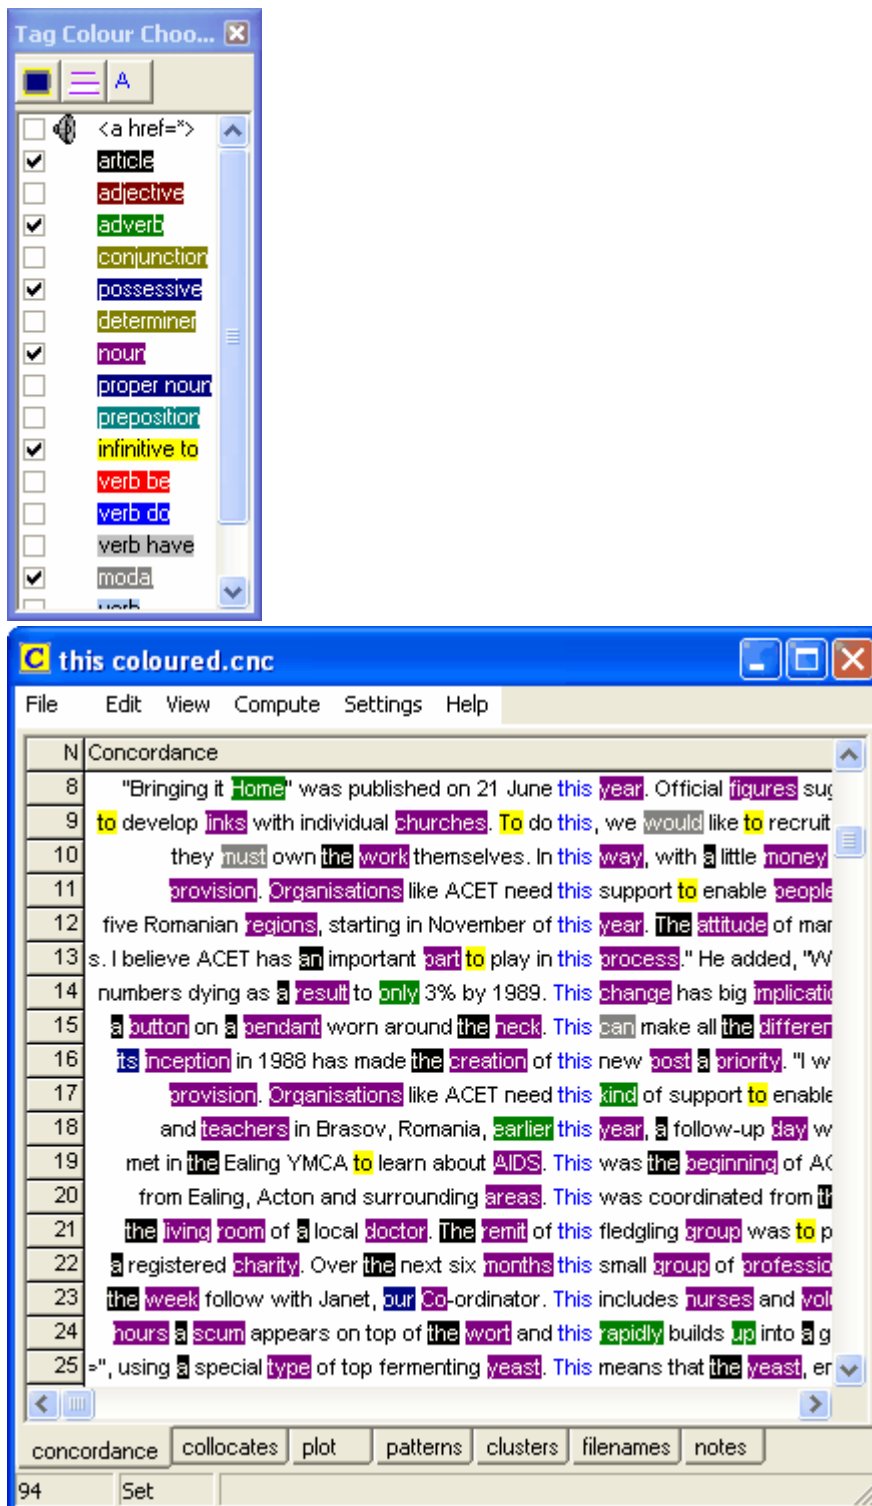 Tag Colour Choo...
A
<a href=*>
article
adjective
adverb
conjunction
possessive
determiner
noun
proper noun
preposition
infinitive to
verb be
verb do
verb have
modal
verb
C this coloured.cnc
File Edit View Compute Settings Help
N Concordance
8 "Bringing it Home" was published on 21 June this year. Official figures sug
9 to develop links with individual churches. To do this, we would like to recruit
10 they must own the work themselves. In this way, with a little money
11 provision. Organisations like ACET need this support to enable people
12 five Romanian regions, starting in November of this year. The attitude of mar
13 s. I believe ACET has an important part to play in this process." He added, "W
14 numbers dying as a result to only 3% by 1989. This change has big implicatio
15 a button on a pendant worn around the neck. This can make all the differen
16 its inception in 1988 has made the creation of this new post a priority. "I w
17 provision. Organisations like ACET need this kind of support to enable
18 and teachers in Brasov, Romania, earlier this year, a follow-up day w
19 met in the Ealing YMCA to learn about AIDS. This was the beginning of AC
20 from Ealing, Acton and surrounding areas. This was coordinated from th
21 the living room of a local doctor. The remit of this fledgling group was to p
22 a registered charity. Over the next six months this small group of professio
23 the week follow with Janet, our Co-ordinator. This includes nurses and volu
24 hours a scum appears on top of the wort and this rapidly builds up into a g
25 =", using a special type of top fermenting yeast. This means that the yeast, er
concordance collocates plot patterns clusters filenames notes
94 Set